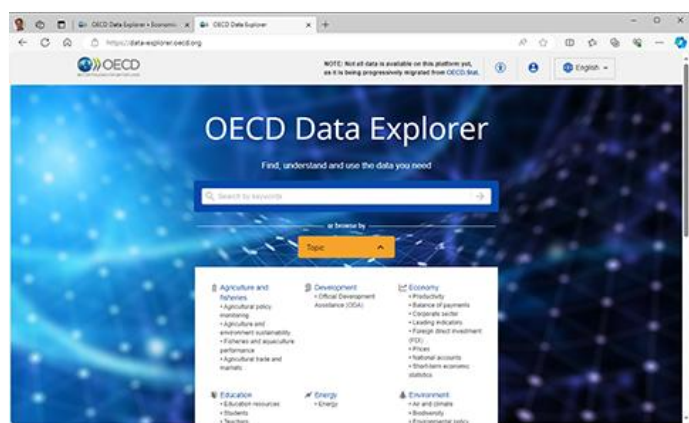 OECD Data Explorer • Economic
OECD Data Explorer
https://data-explorer.oecd.org
OECD
NOTE: Not all data is available on this platform yet,
as it is being progressively migrated from OECD.Stat.
English
OECD Data Explorer
Find, understand and use the data you need
Search by keywords
or browse by
Topic
Agriculture and
fisheries
• Agricultural policy
monitoring
• Agriculture and
environment sustainability
• Fisheries and aquaculture
performance
• Agricultural trade and
markets
Development
• Official Development
Assistance (ODA)
Economy
• Productivity
• Balance of payments
• Corporate sector
• Leading indicators
• Foreign direct investment
(FDI)
• Prices
• National accounts
• Short-term economic
statistics
Education
• Education resources
• Students
• Teachers
Energy
• Energy
Environment
• Air and climate
• Biodiversity
• Environmental policy